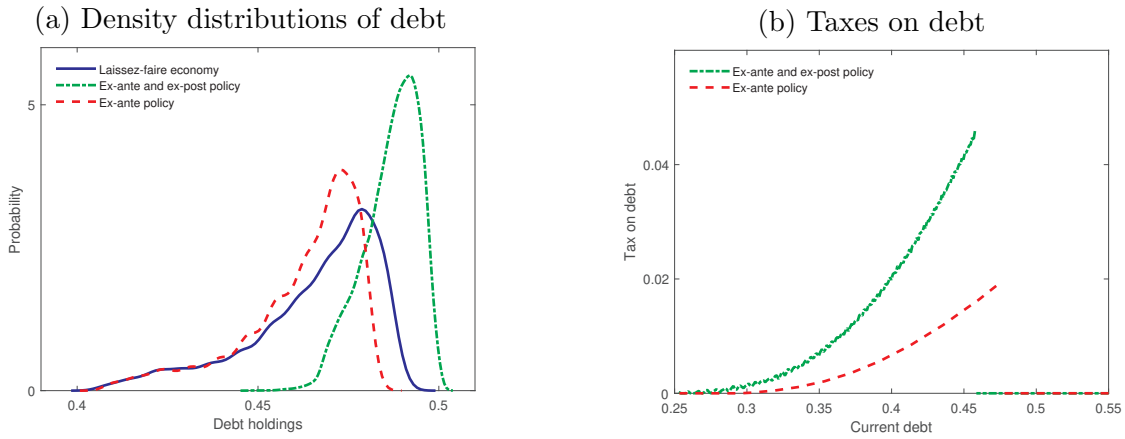 (a) Density distributions of debt
Laissez-faire economy
Ex-ante and ex-post policy
Ex-ante policy
5
0
Probability
0.4
0.45
0.5
Debt holdings
(b) Taxes on debt
Ex-ante and ex-post policy
Ex-ante policy
0.04
0.02
0
Tax on debt
0.25
0.3
0.35
0.4
0.45
0.5
0.55
Current debt